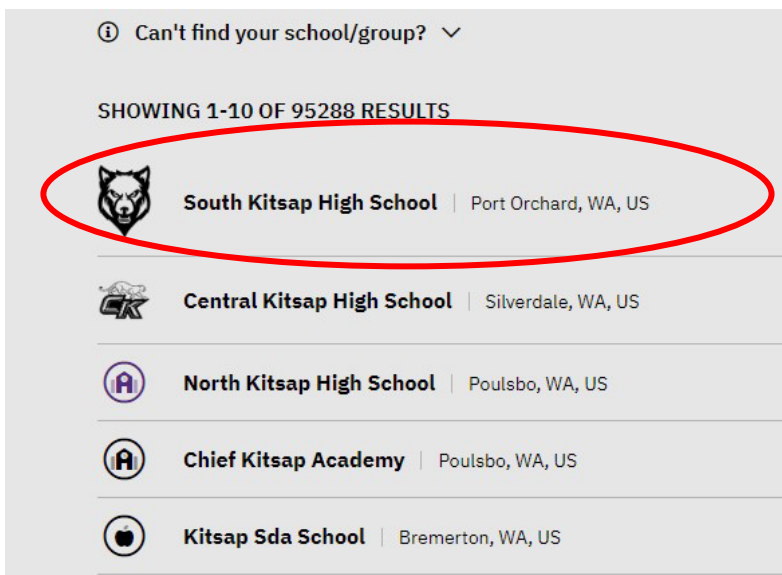 Can't find your school/group?
SHOWING 1-10 OF 95288 RESULTS
South Kitsap High School | Port Orchard, WA, US
CK
Central Kitsap High School | Silverdale, WA, US
A
North Kitsap High School | Poulsbo, WA, US
A
Chief Kitsap Academy | Poulsbo, WA, US
Kitsap Sda School | Bremerton, WA, US